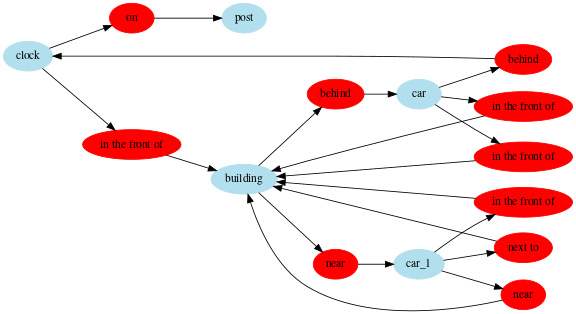 on
post
clock
behind
behind
car
in the front of
in the front of
in the front of
building
in the front of
next to
near
car_1
near